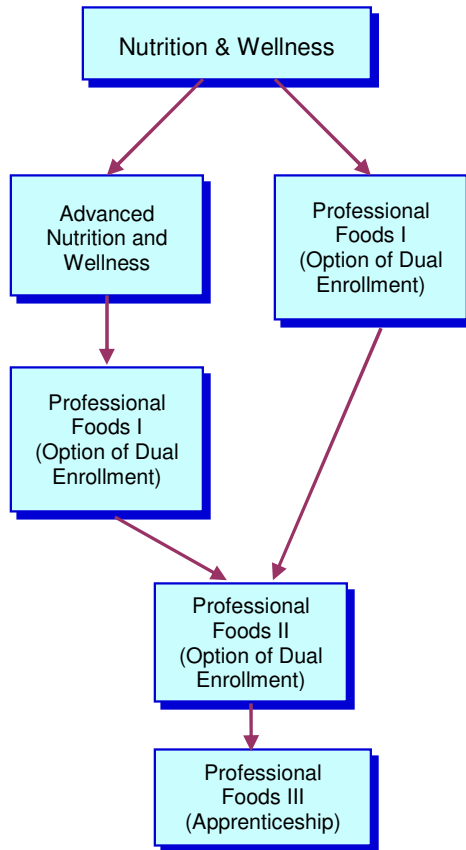 Nutrition & Wellness
Advanced
Nutrition and
Wellness
Professional
Foods I
(Option of Dual
Enrollment)
Professional
Foods I
(Option of Dual
Enrollment)
Professional
Foods II
(Option of Dual
Enrollment)
Professional
Foods III
(Apprenticeship)